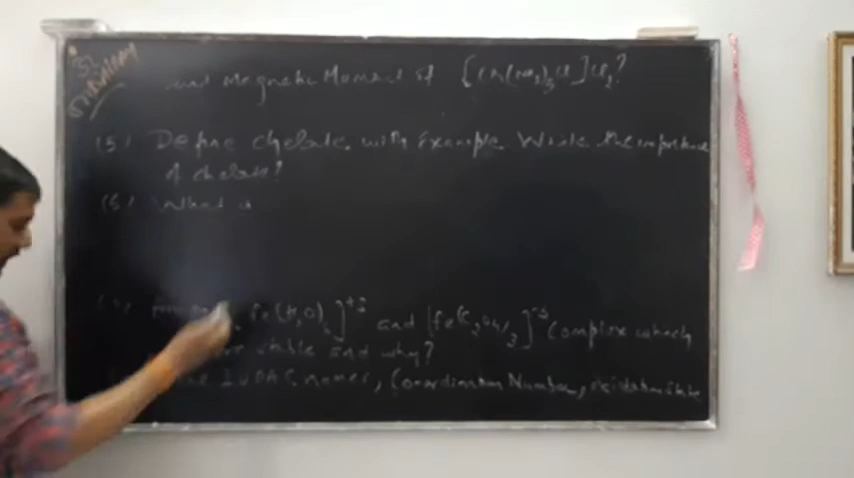 and Magnetic Moment of [Cr(NH3)5Cl]Cl2?
(5) Define chelate. with Example. Write the importance
of chelate?
(6) What is
Fe(H2O)6]+3 and [Fe(C2O4)3]-3 Complex which
stable and why?
IUPAC names, Coordination Number, oxidation state